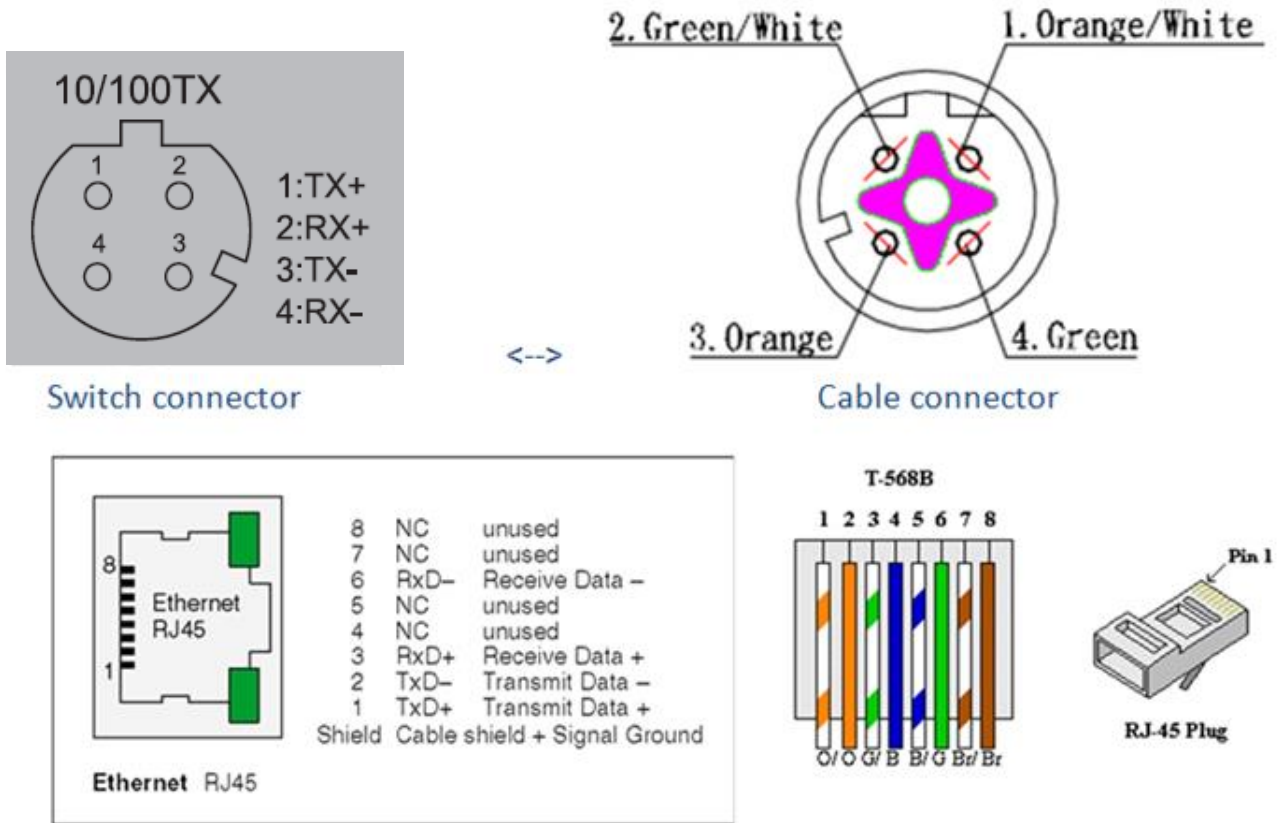 10/100TX
1
2
4
3
1:TX+
2:RX+
3:TX-
4:RX-
Switch connector
<-->
2.Green/White
1.Orange/White
3.Orange
4.Green
Cable connector
8
1
Ethernet
RJ45
8 NC unused
7 NC unused
6 RxD– Receive Data –
5 NC unused
4 NC unused
3 RxD+ Receive Data +
2 TxD– Transmit Data –
1 TxD+ Transmit Data +
Shield Cable shield + Signal Ground
Ethernet RJ45
T-568B
1 2 3 4 5 6 7 8
O/ O G/ B B/ G Br/ Br
Pin 1
RJ-45 Plug